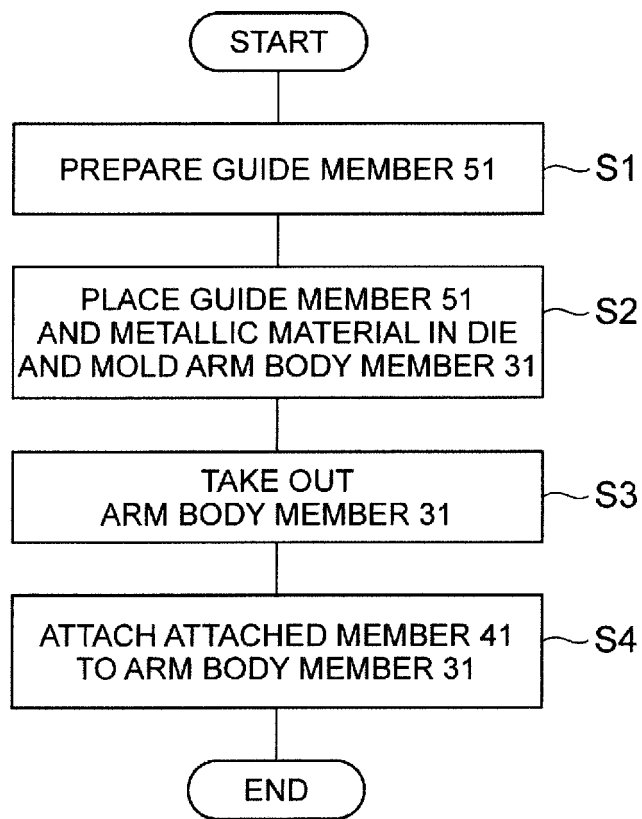 START
PREPARE GUIDE MEMBER 51
S1
PLACE GUIDE MEMBER 51
AND METALLIC MATERIAL IN DIE
AND MOLD ARM BODY MEMBER 31
S2
TAKE OUT
ARM BODY MEMBER 31
S3
ATTACH ATTACHED MEMBER 41
TO ARM BODY MEMBER 31
S4
END